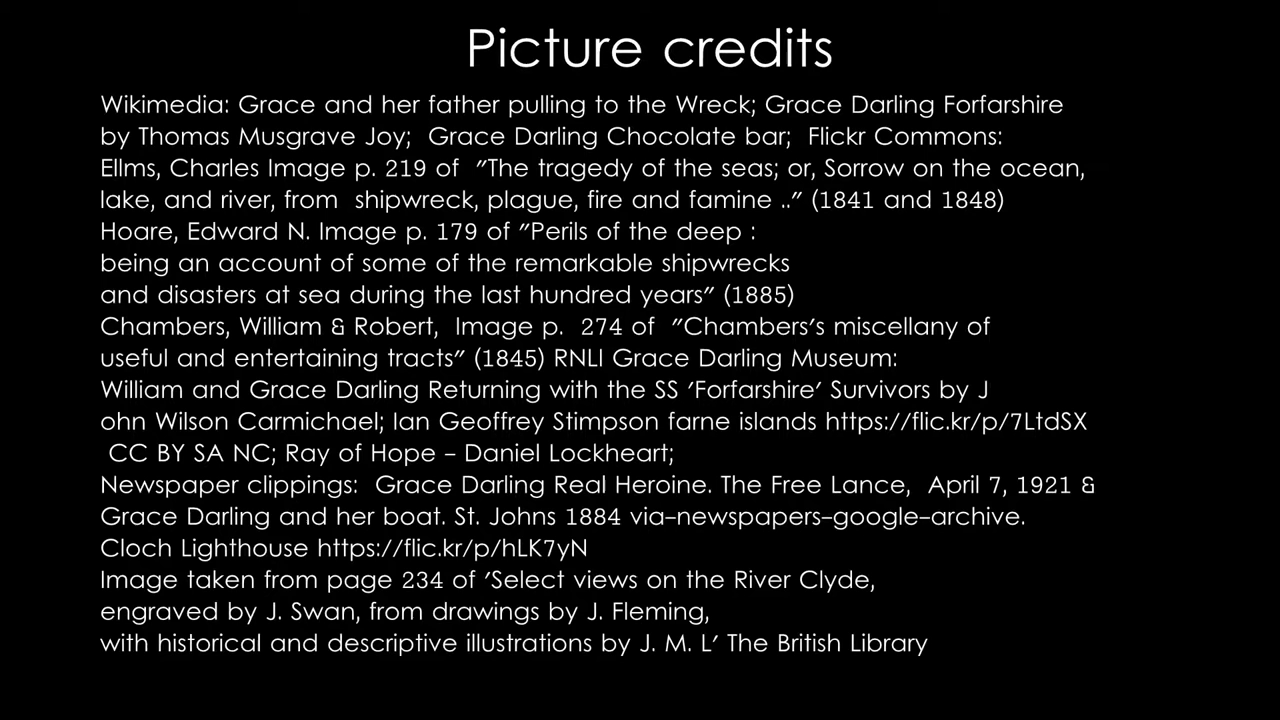 Picture credits
Wikimedia: Grace and her father pulling to the Wreck; Grace Darling Forfarshire
by Thomas Musgrave Joy;  Grace Darling Chocolate bar;  Flickr Commons:
Ellms, Charles Image p. 219 of  "The tragedy of the seas; or, Sorrow on the ocean,
lake, and river, from  shipwreck, plague, fire and famine .." (1841 and 1848)
Hoare, Edward N. Image p. 179 of "Perils of the deep :
being an account of some of the remarkable shipwrecks
and disasters at sea during the last hundred years" (1885)
Chambers, William & Robert,  Image p.  274 of  "Chambers's miscellany of
useful and entertaining tracts" (1845) RNLI Grace Darling Museum:
William and Grace Darling Returning with the SS 'Forfarshire' Survivors by J
ohn Wilson Carmichael; Ian Geoffrey Stimpson farne islands https://flic.kr/p/7LtdSX
CC BY SA NC; Ray of Hope - Daniel Lockheart;
Newspaper clippings:  Grace Darling Real Heroine. The Free Lance,  April 7, 1921 &
Grace Darling and her boat. St. Johns 1884 via-newspapers-google-archive.
Cloch Lighthouse https://flic.kr/p/hLK7yN
Image taken from page 234 of 'Select views on the River Clyde,
engraved by J. Swan, from drawings by J. Fleming,
with historical and descriptive illustrations by J. M. L' The British Library